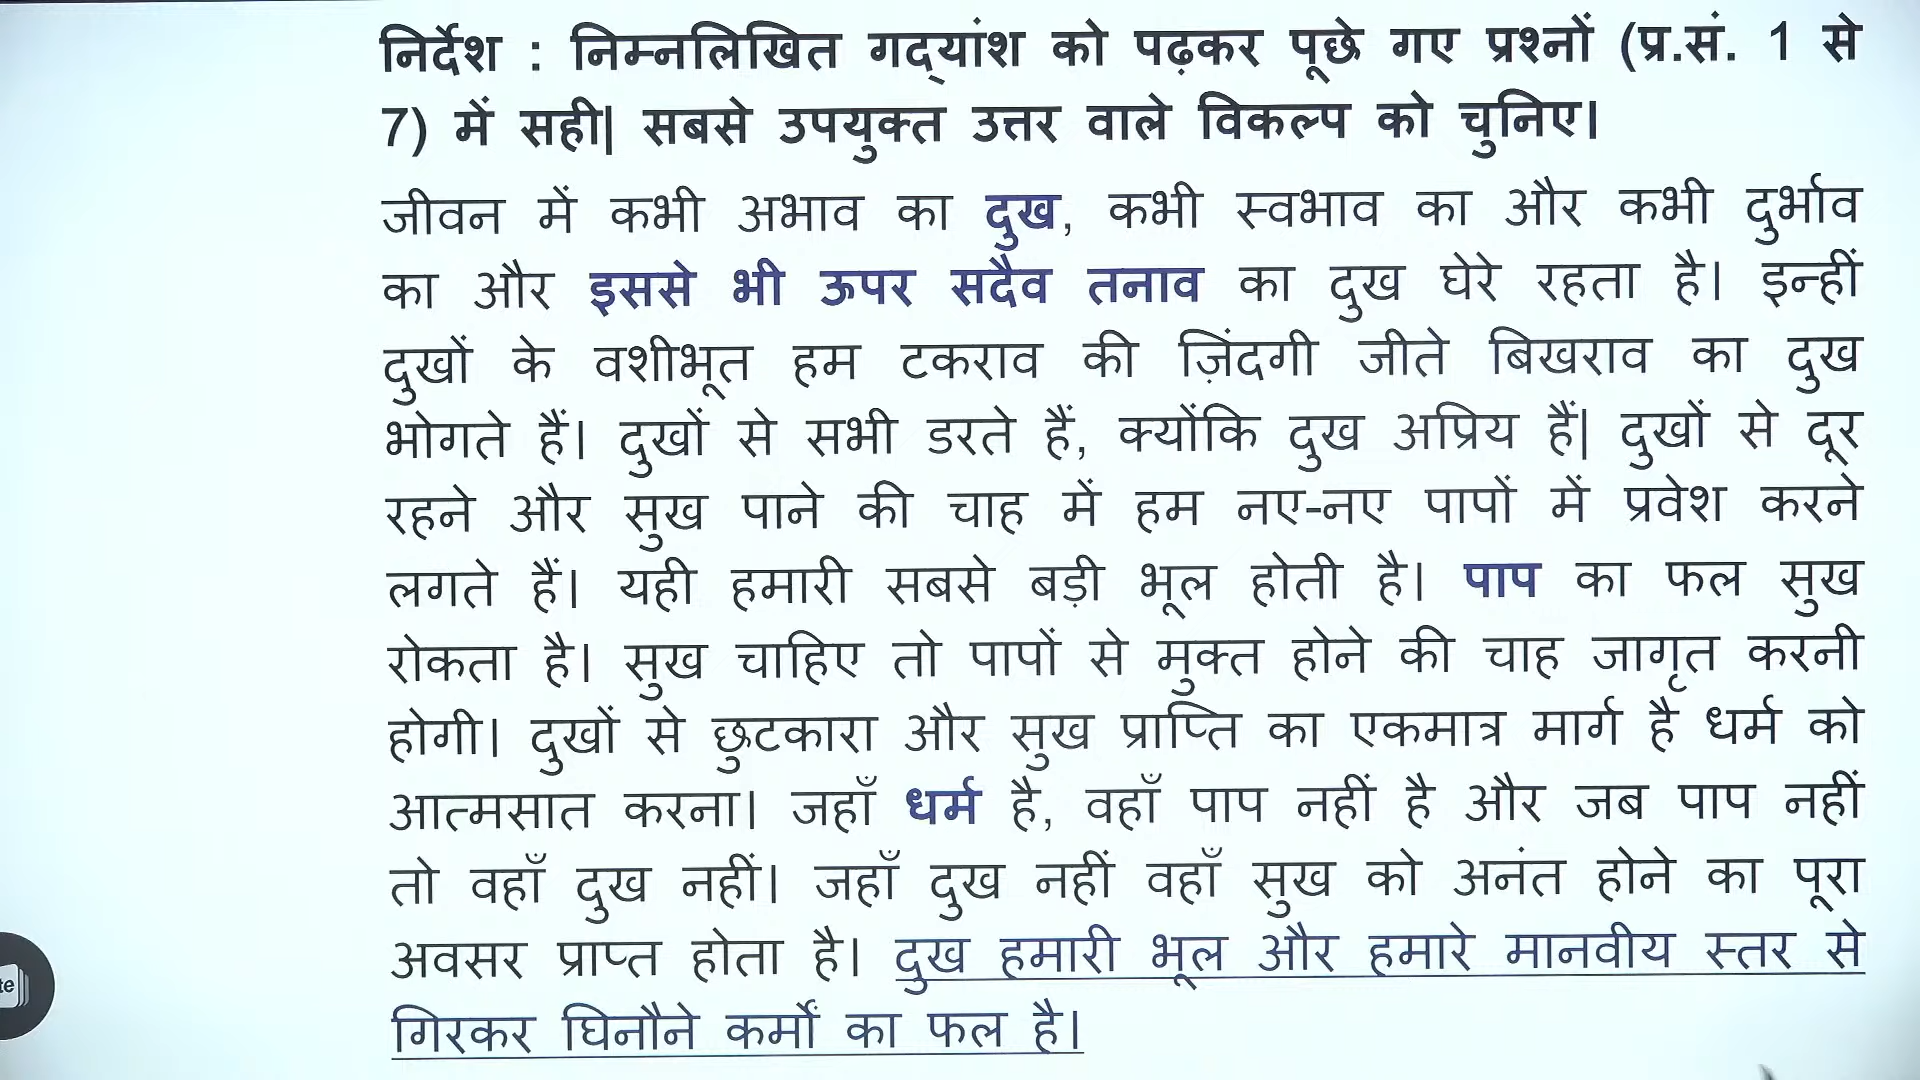 निर्देश : निम्नलिखित गद्यांश को पढ़कर पूछे गए प्रश्नों (प्र.सं. 1 से
7) में सही| सबसे उपयुक्त उत्तर वाले विकल्प को चुनिए।
जीवन में कभी अभाव का दुख, कभी स्वभाव का और कभी दुर्भाव
का और इससे भी ऊपर सदैव तनाव का दुख घेरे रहता है। इन्हीं
दुखों के वशीभूत हम टकराव की ज़िंदगी जीते बिखराव का दुख
भोगते हैं। दुखों से सभी डरते हैं, क्योंकि दुख अप्रिय हैं| दुखों से दूर
रहने और सुख पाने की चाह में हम नए-नए पापों में प्रवेश करने
लगते हैं। यही हमारी सबसे बड़ी भूल होती है। पाप का फल सुख
रोकता है। सुख चाहिए तो पापों से मुक्त होने की चाह जागृत करनी
होगी। दुखों से छुटकारा और सुख प्राप्ति का एकमात्र मार्ग है धर्म को
आत्मसात करना। जहाँ धर्म है, वहाँ पाप नहीं है और जब पाप नहीं
तो वहाँ दुख नहीं। जहाँ दुख नहीं वहाँ सुख को अनंत होने का पूरा
अवसर प्राप्त होता है। दुख हमारी भूल और हमारे मानवीय स्तर से
गिरकर घिनौने कर्मों का फल है।
te